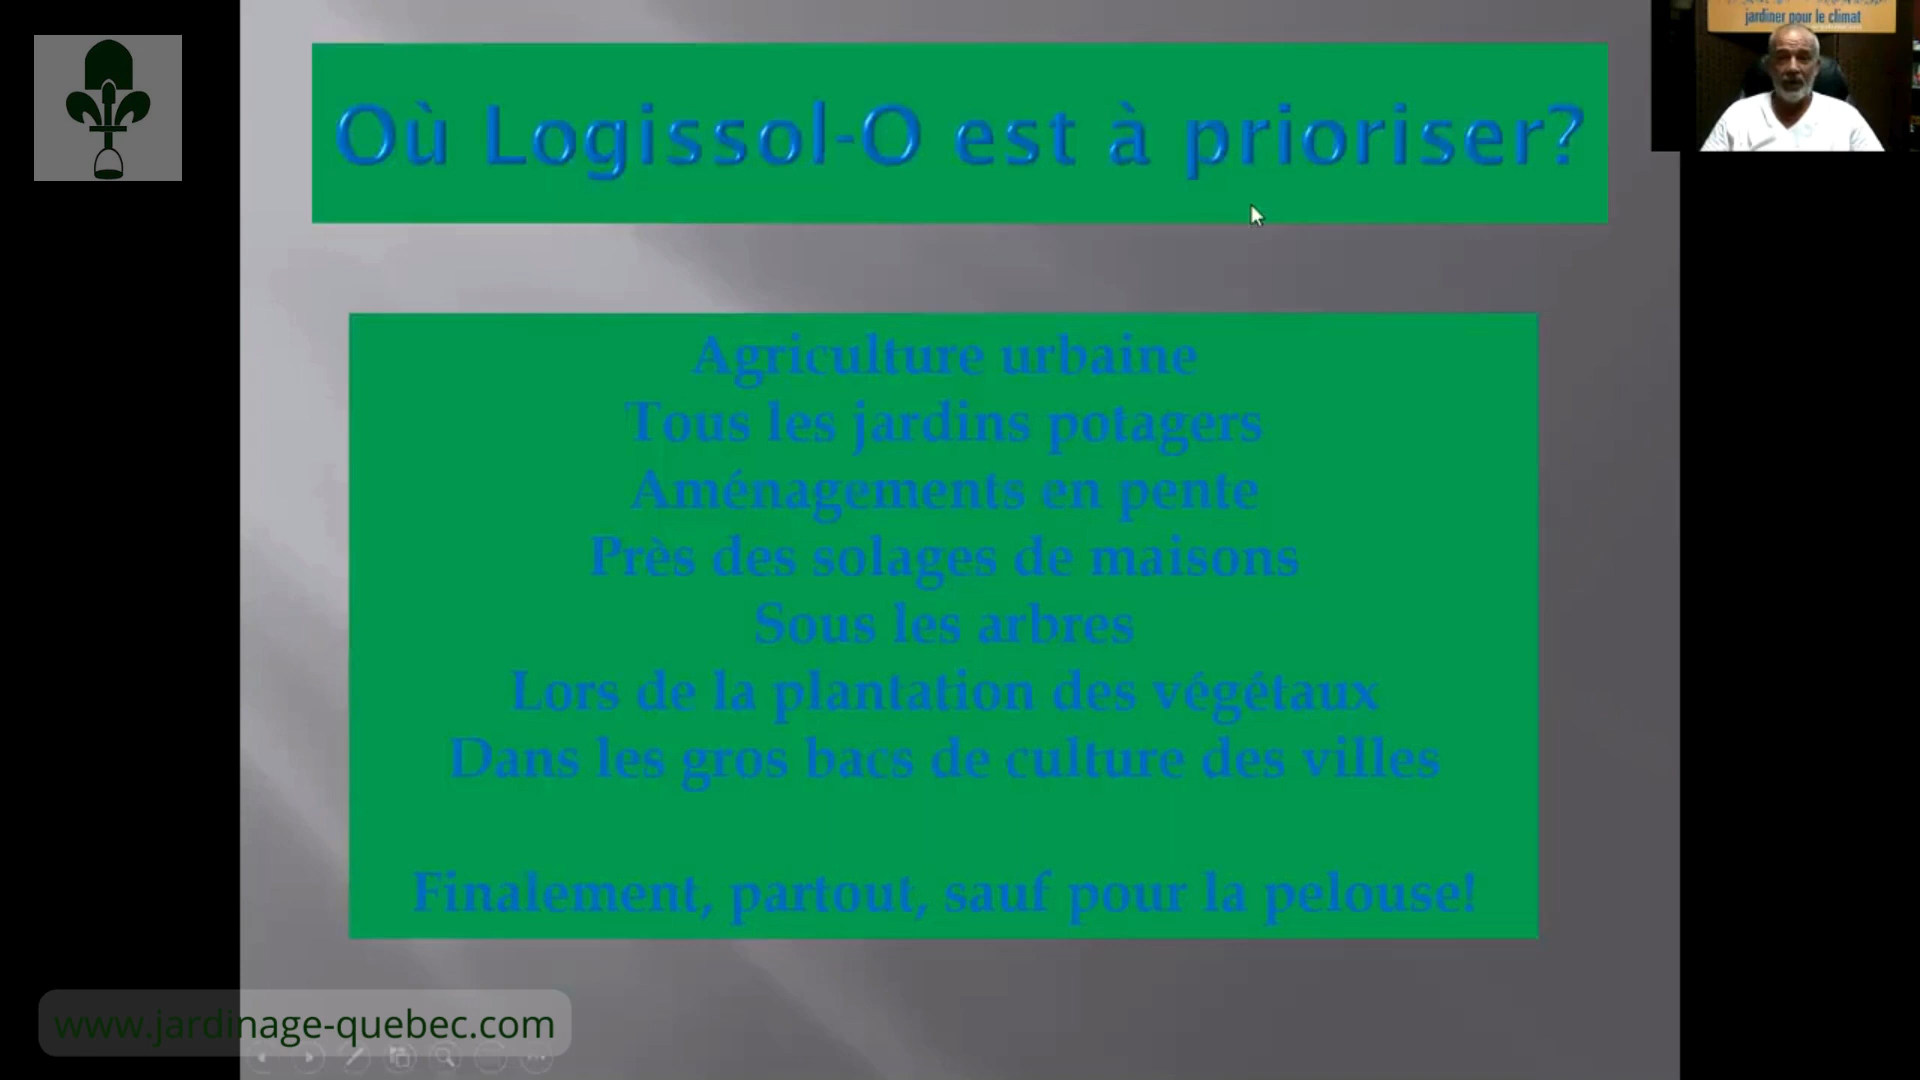 jardiner pour le climat
Où Logissol-O est à prioriser?
Agriculture urbaine
Tous les jardins potagers
Aménagements en pente
Près des solages de maisons
Sous les arbres
Lors de la plantation des végétaux
Dans les gros bacs de culture des villes
Finalement, partout, sauf pour la pelouse!
www.jardinage-quebec.com